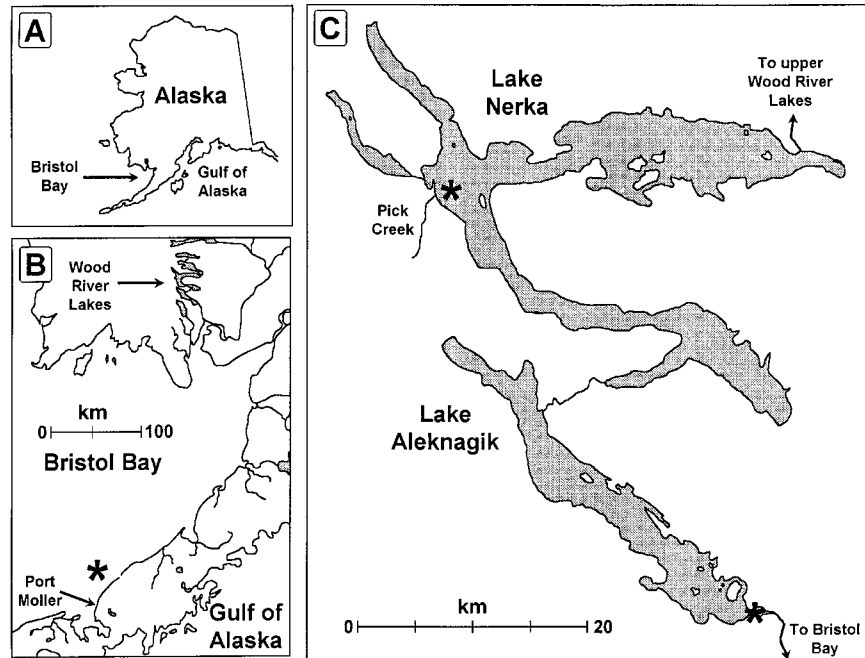 A
Alaska
Bristol
Bay
Gulf of
Alaska
B
Wood
River
Lakes
km
0
100
Bristol Bay
Port
Moller
Gulf of
Alaska
C
Lake
Nerka
To upper
Wood River
Lakes
Pick
Creek
Lake
Aleknagik
km
0
20
To Bristol
Bay